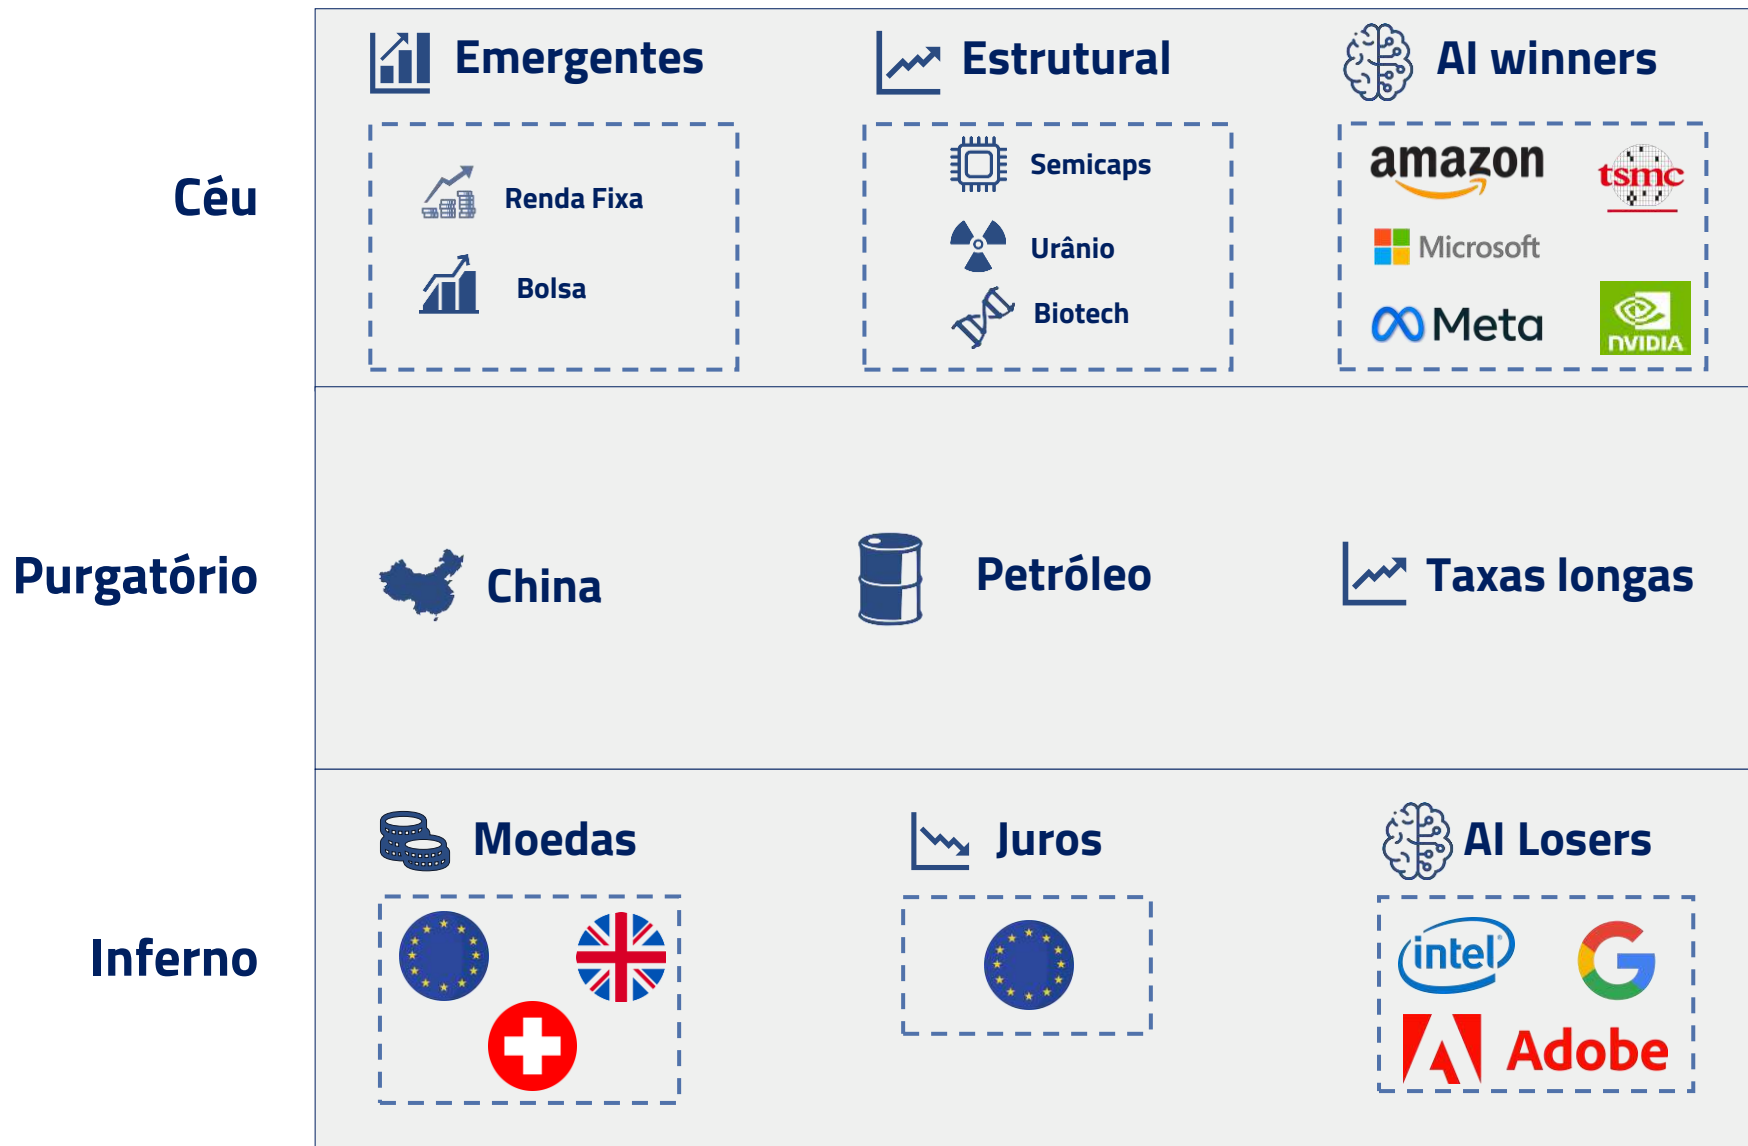 Céu
Emergentes
Renda Fixa
Bolsa
Estrutural
Semicaps
Urânio
Biotech
AI winners
amazon
tsmc
Microsoft
Meta
NVIDIA
Purgatório
China
Petróleo
Taxas longas
Inferno
Moedas
Juros
AI Losers
intel
G
Adobe